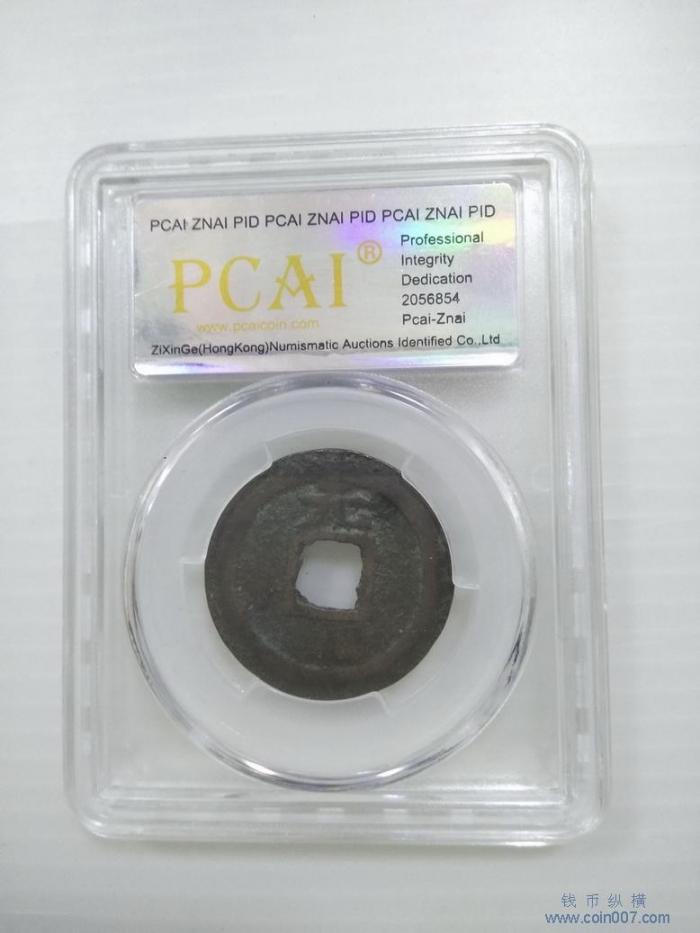 PCAI ZNAI PID PCAI ZNAI PID PCAI ZNAI PID
PCAI®
www.pcaicoin.com
Professional
Integrity
Dedication
2056854
Pcai-Znai
ZiXinGe(HongKong)Numismatic Auctions Identified Co.,Ltd
元
钱币纵横
www.coin007.com